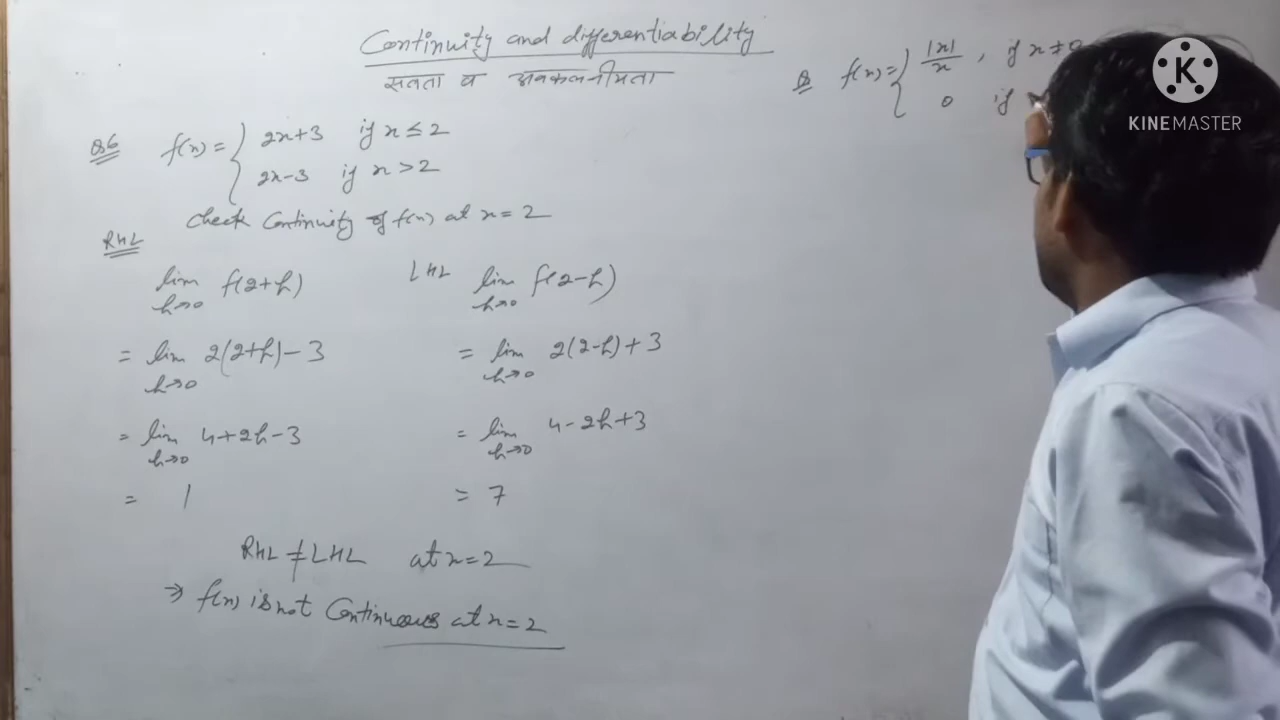 Continuity and differentiability
सतता व अवकलनीयता
Q6 f(x) = { 2x+3 if x ≤ 2
2x-3 if x > 2
Check Continuity of f(x) at x = 2
RHL
lim h→0 f(2+h)
= lim h→0 2(2+h)-3
= lim h→0 4+2h-3
= 1
LHL lim h→0 f(2-h)
= lim h→0 2(2-h)+3
= lim h→0 4-2h+3
= 7
RHL ≠ LHL at x=2
⇒ f(x) is not Continuous at x=2
Q f(x) = { |x|/x , if x ≠ 0
0 if
K
KINEMASTER